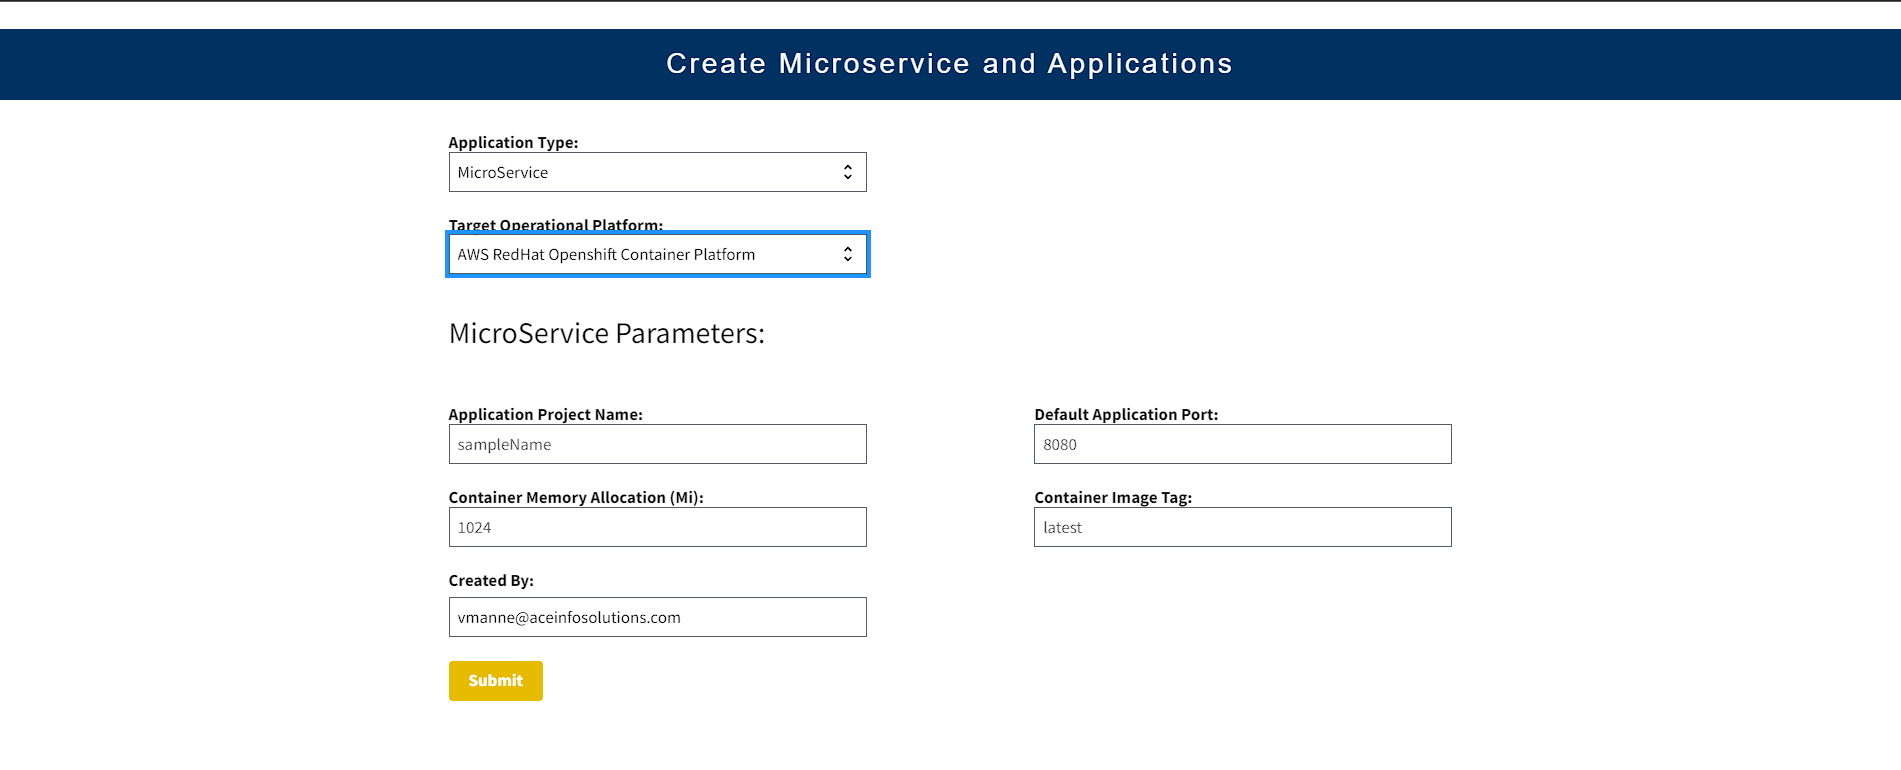 Create Microservice and Applications
Application Type:
MicroService
Target Operational Platform:
AWS RedHat Openshift Container Platform
MicroService Parameters:
Application Project Name:
sampleName
Default Application Port:
8080
Container Memory Allocation (Mi):
1024
Container Image Tag:
latest
Created By:
vmanne@aceinfosolutions.com
Submit